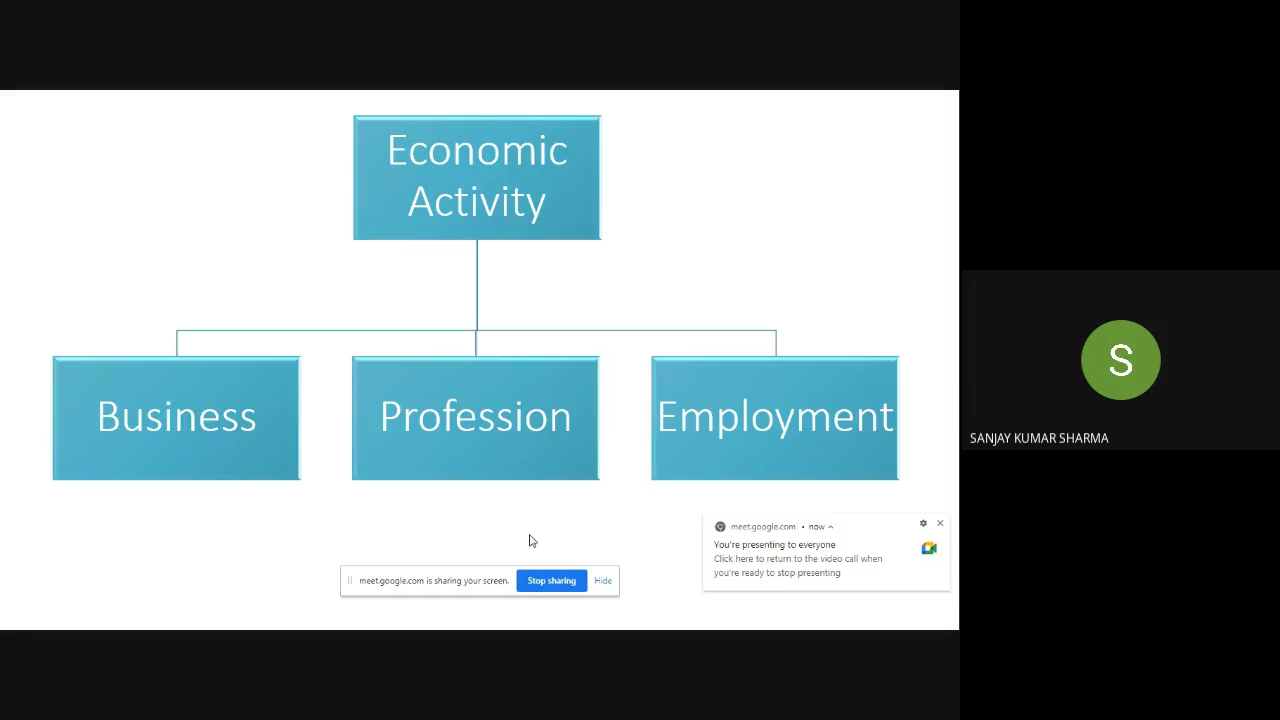 Economic
Activity
Business
Profession
Employment
S
SANJAY KUMAR SHARMA
meet.google.com • now
You're presenting to everyone
Click here to return to the video call when
you're ready to stop presenting
meet.google.com is sharing your screen.
Stop sharing
Hide